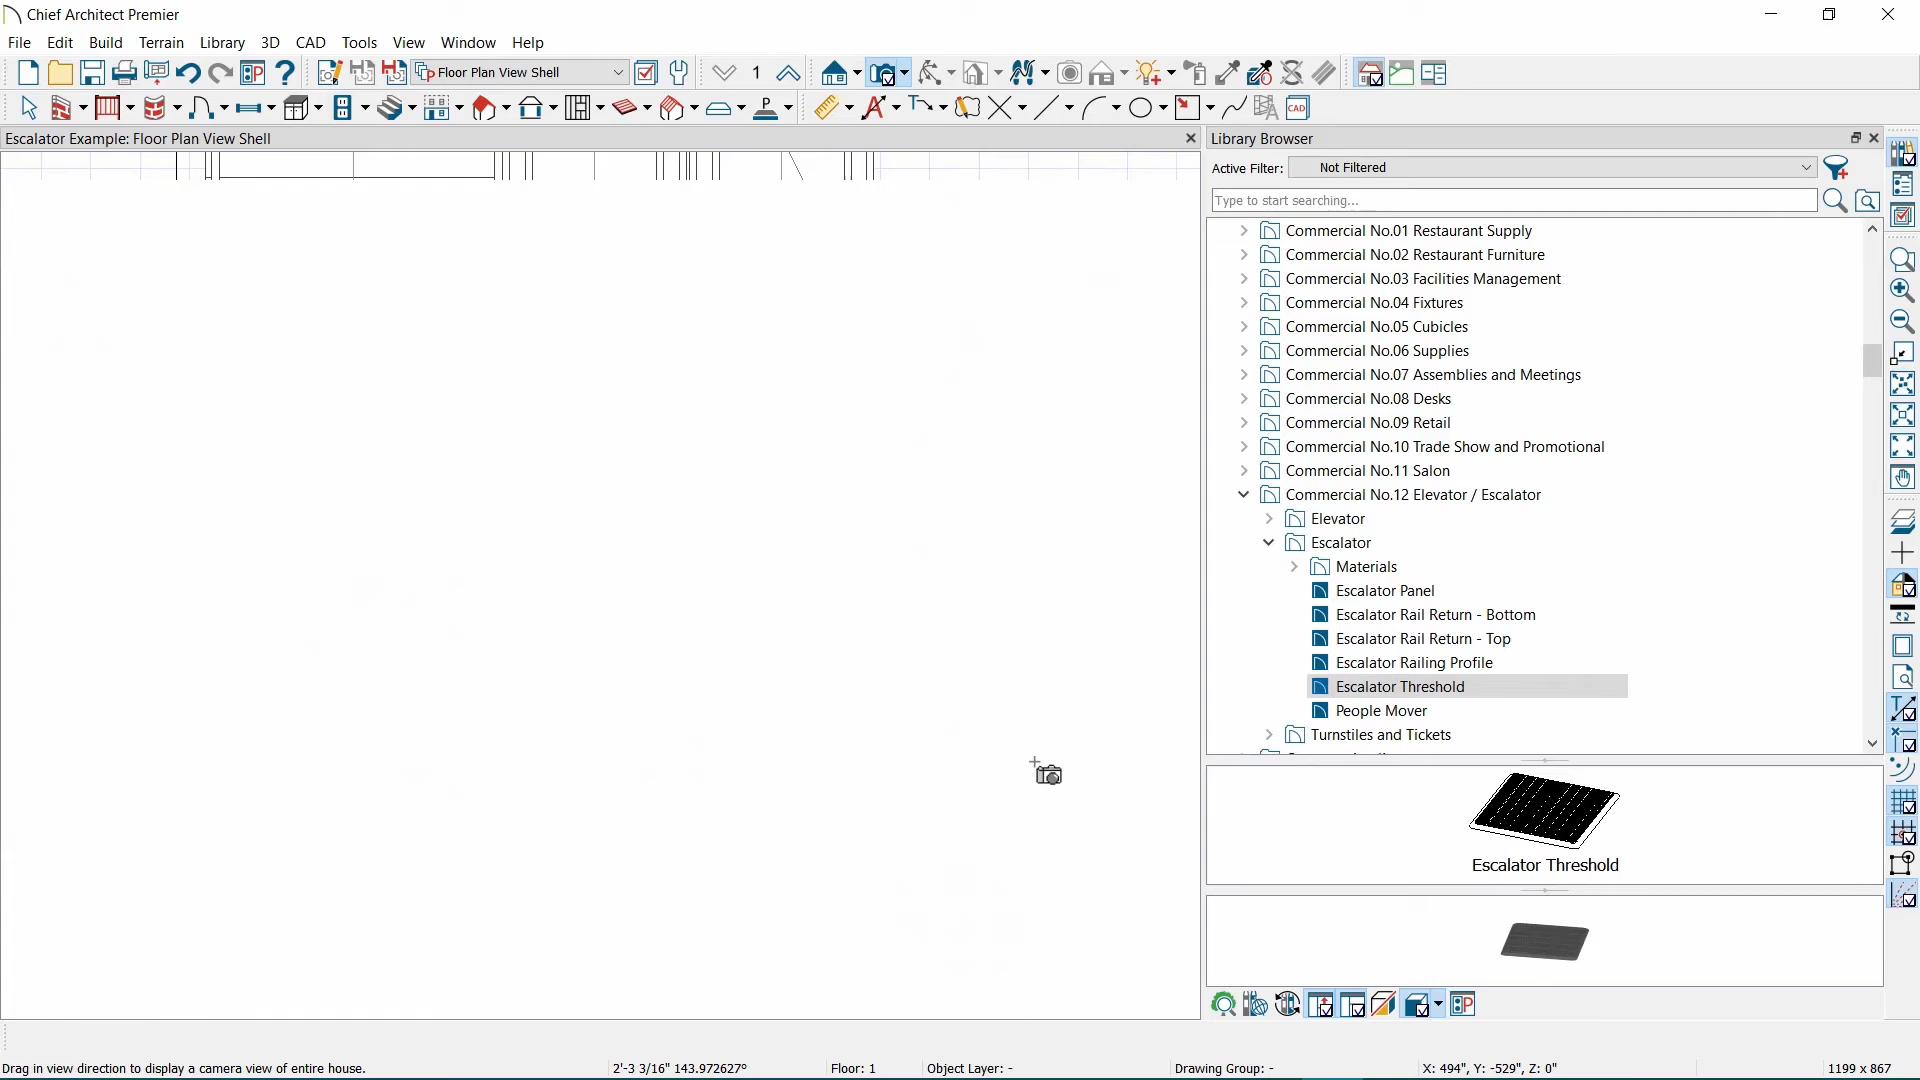 Chief Architect Premier
File Edit Build Terrain Library 3D CAD Tools View Window Help
Floor Plan View Shell 1
P CAD
Escalator Example: Floor Plan View Shell
Library Browser
Active Filter: Not Filtered
Type to start searching...
Commercial No.01 Restaurant Supply
Commercial No.02 Restaurant Furniture
Commercial No.03 Facilities Management
Commercial No.04 Fixtures
Commercial No.05 Cubicles
Commercial No.06 Supplies
Commercial No.07 Assemblies and Meetings
Commercial No.08 Desks
Commercial No.09 Retail
Commercial No.10 Trade Show and Promotional
Commercial No.11 Salon
Commercial No.12 Elevator / Escalator
Elevator
Escalator
Materials
Escalator Panel
Escalator Rail Return - Bottom
Escalator Rail Return - Top
Escalator Railing Profile
Escalator Threshold
People Mover
Turnstiles and Tickets
Escalator Threshold
Drag in view direction to display a camera view of entire house. 2'-3 3/16" 143.972627° Floor: 1 Object Layer: - Drawing Group: - X: 494", Y: -529", Z: 0" 1199 x 867